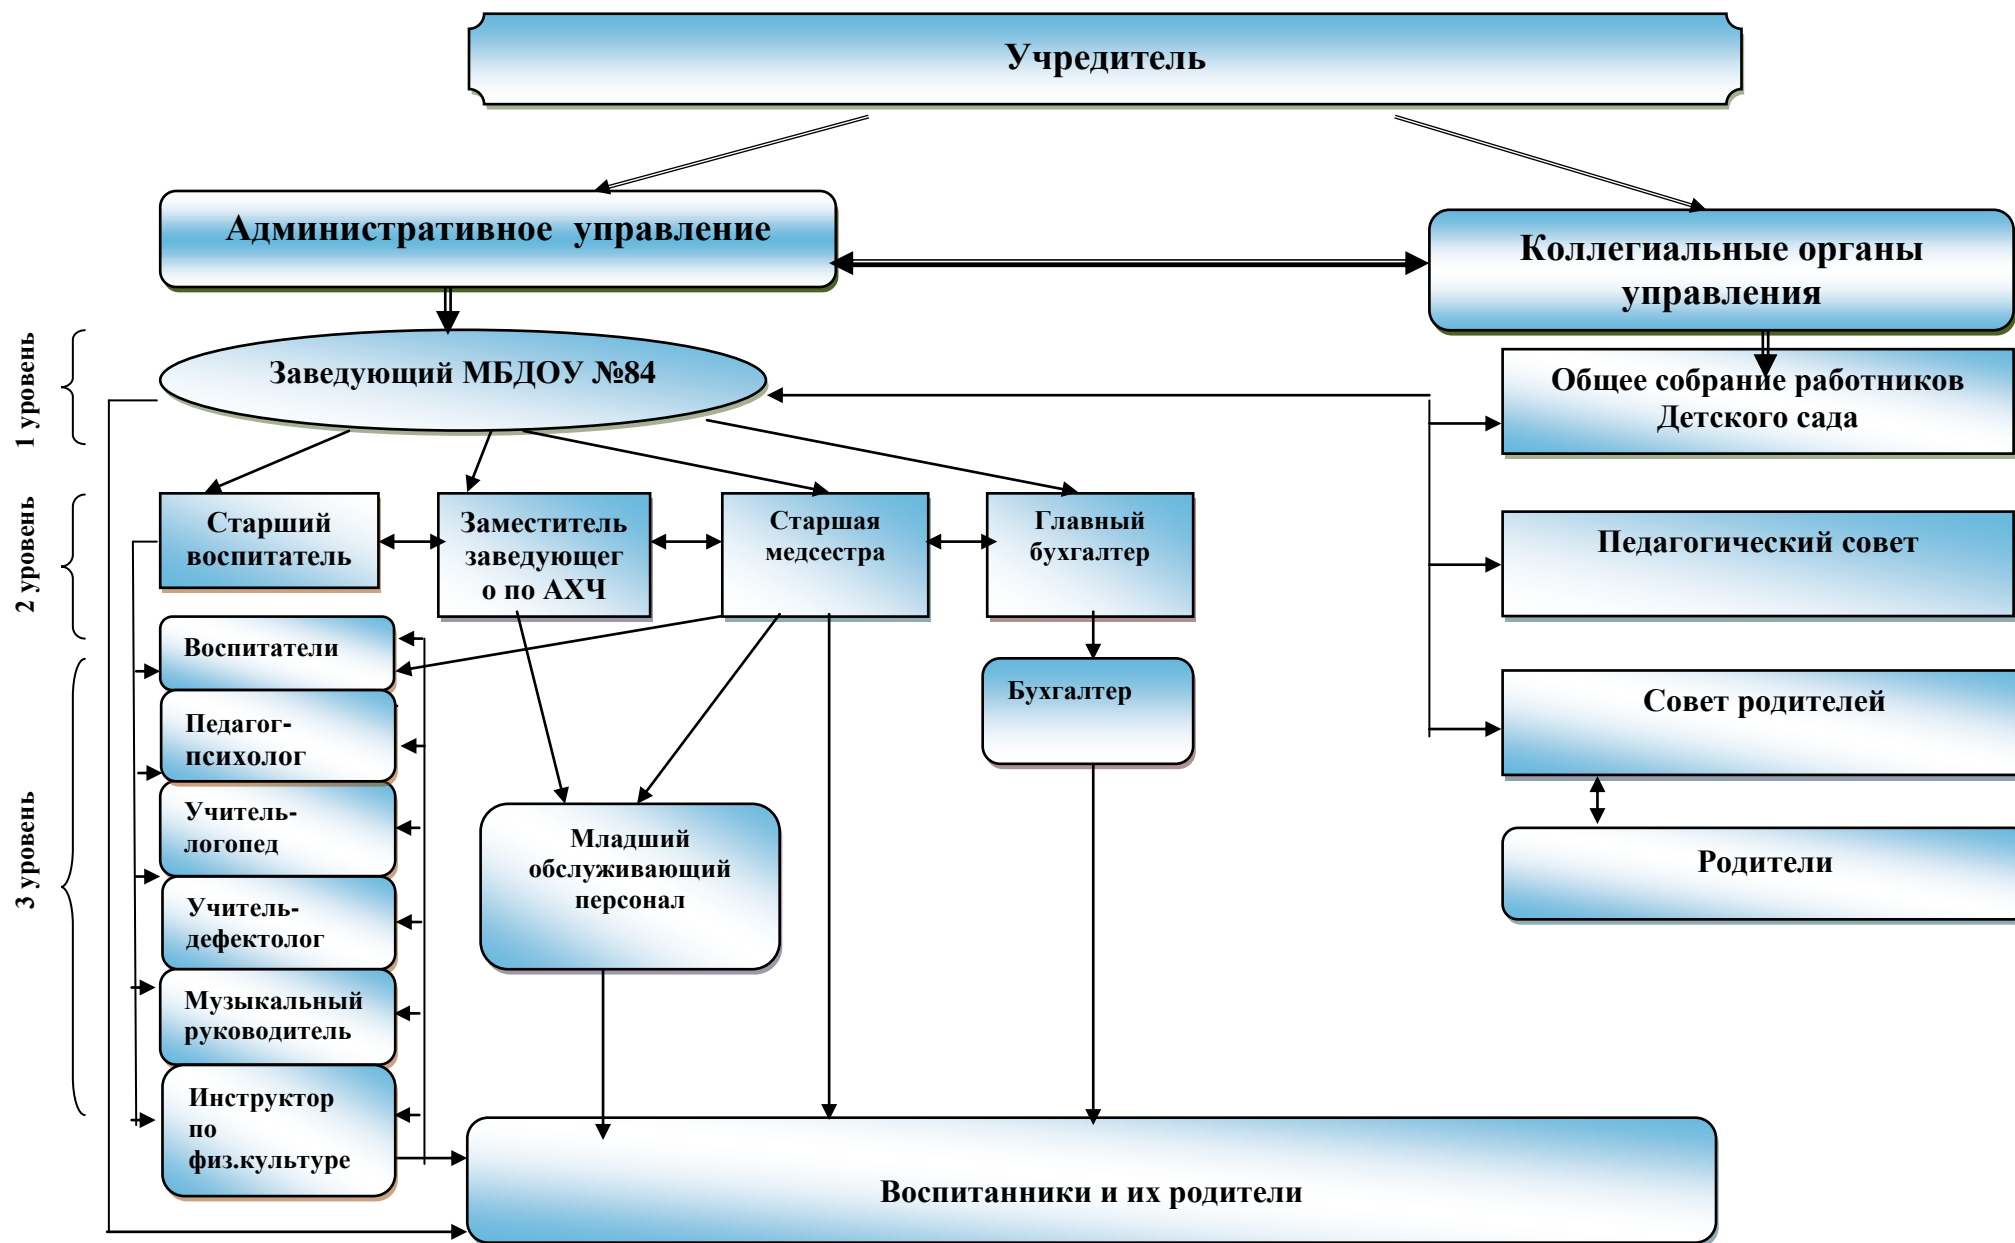 Учредитель
Административное управление
Коллегиальные органы
управления
1 уровень
Заведующий МБДОУ №84
Общее собрание работников
Детского сада
2 уровень
Старший
воспитатель
Заместитель
заведующег
о по АХЧ
Старшая
медсестра
Главный
бухгалтер
Педагогический совет
3 уровень
Воспитатели
Педагог-
психолог
Учитель-
логопед
Учитель-
дефектолог
Музыкальный
руководитель
Инструктор
по
физ.культуре
Младший
обслуживающий
персонал
Бухгалтер
Совет родителей
Родители
Воспитанники и их родители